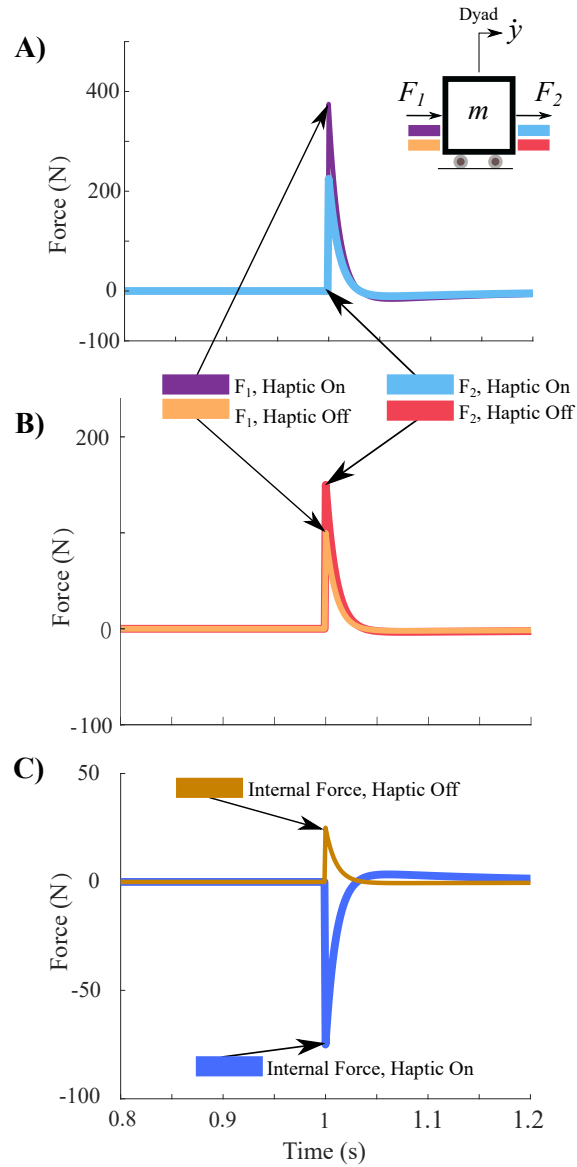 A)
Dyad
ẏ
F1
F2
m
400
200
0
-100
Force (N)
F1, Haptic On
F2, Haptic On
F1, Haptic Off
F2, Haptic Off
B)
200
0
-100
Force (N)
C)
50
0
-50
-100
Force (N)
Internal Force, Haptic Off
Internal Force, Haptic On
0.8
0.9
1
1.1
1.2
Time (s)